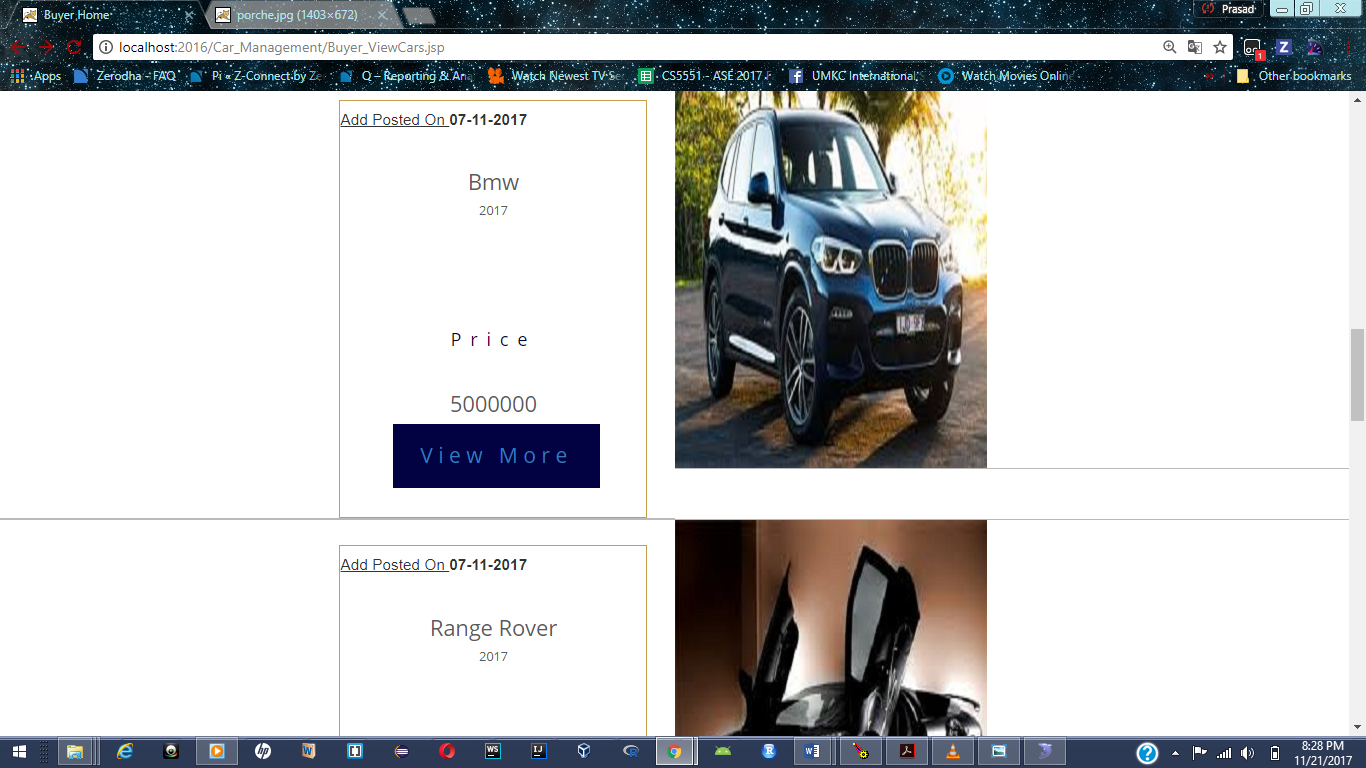 Buyer Home
porche.jpg (1403×672)
Prasad
localhost:2016/Car_Management/Buyer_ViewCars.jsp
Apps
Zerodha - FAQ
Pi « Z-Connect by Ze
Q – Reporting & An
Watch Newest TV Se
CS5551 - ASE 2017 F
UMKC International
Watch Movies Online
Other bookmarks
1
Add Posted On 07-11-2017
Bmw
2017
Price
5000000
View More
Add Posted On 07-11-2017
Range Rover
2017
8:28 PM
11/21/2017